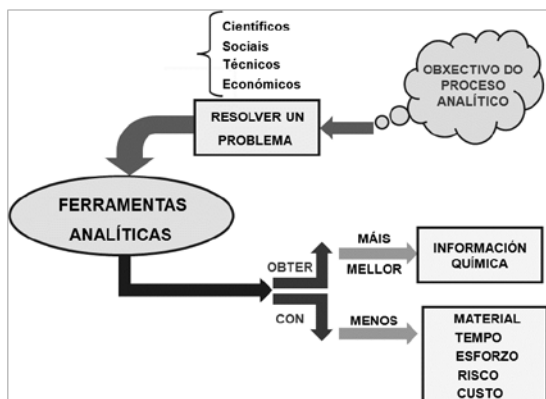 Científicos
Sociais
Técnicos
Económicos
OBXECTIVO DO
PROCESO
ANALÍTICO
RESOLVER UN
PROBLEMA
FERRAMENTAS
ANALÍTICAS
OBTER
MÁIS
MELLOR
INFORMACIÓN
QUÍMICA
CON
MENOS
MATERIAL
TEMPO
ESFORZO
RISCO
CUSTO